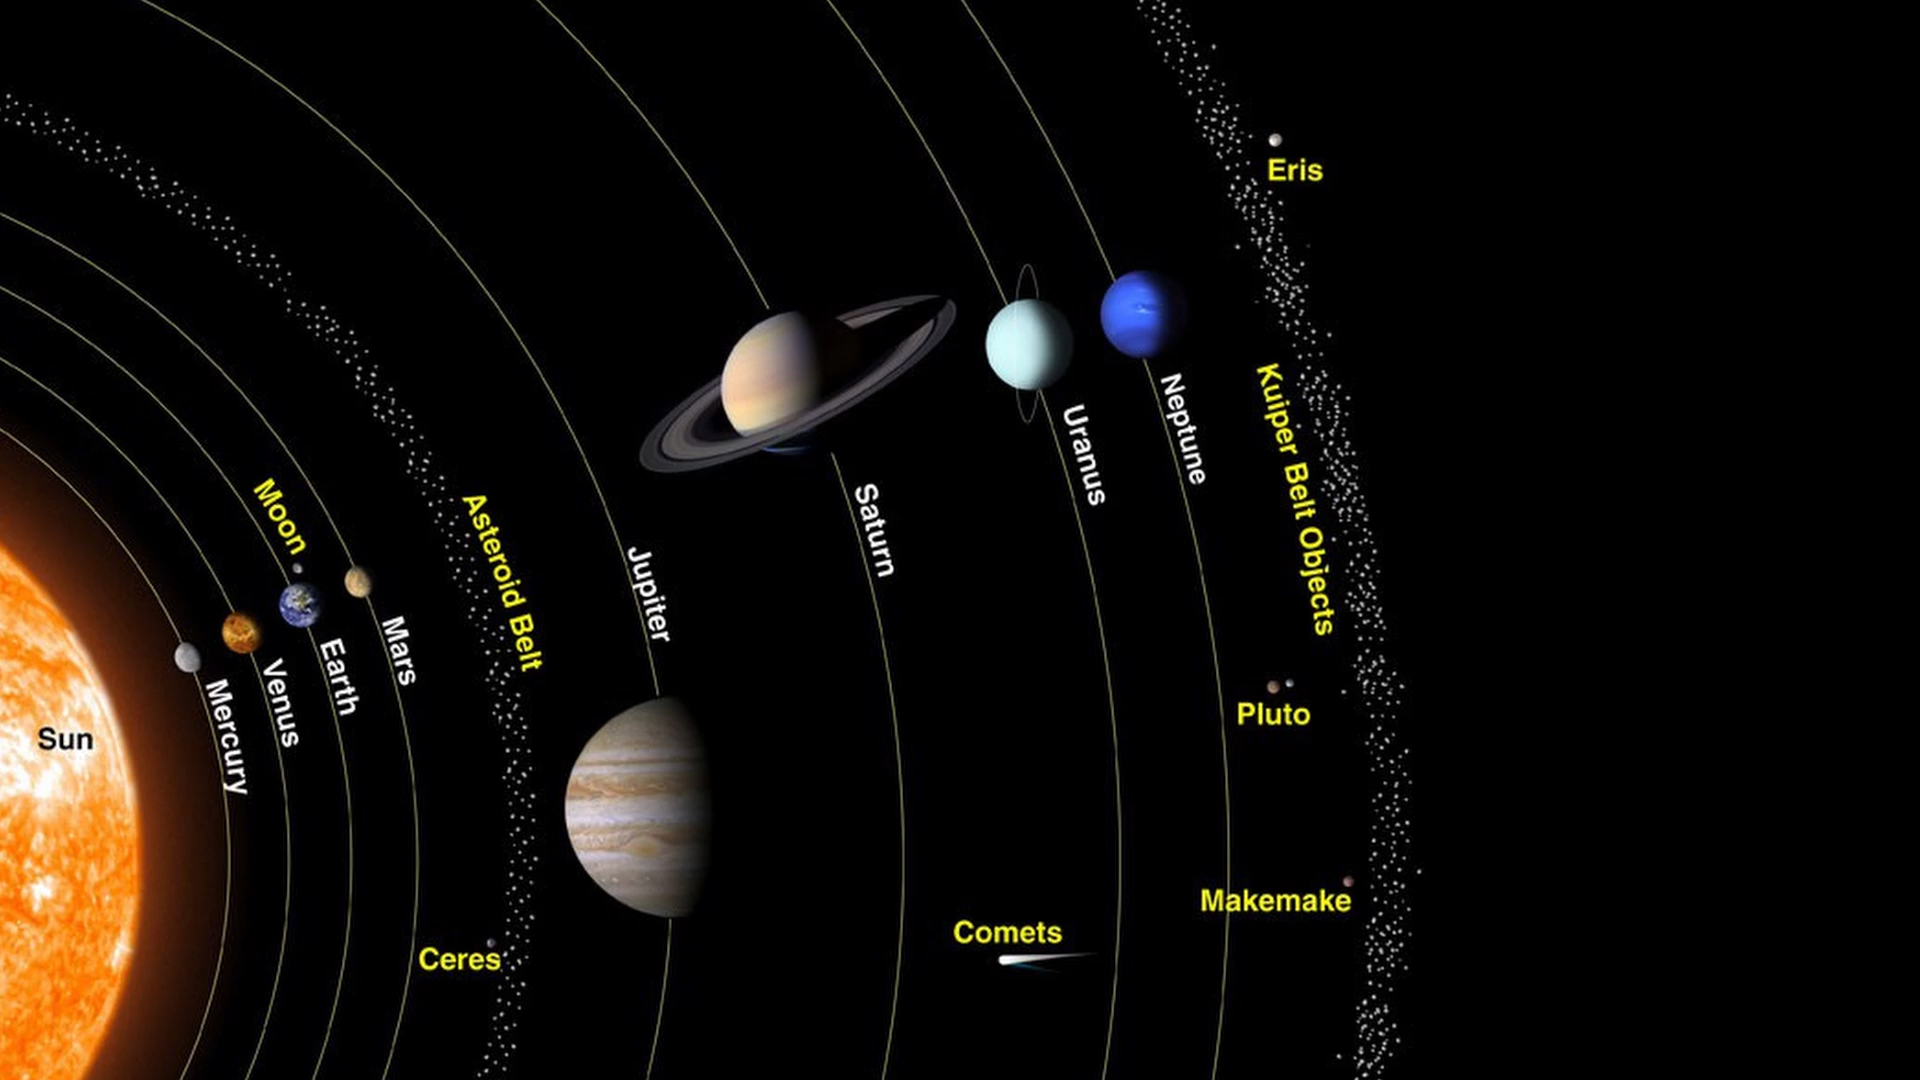 Sun
Mercury
Venus
Earth
Moon
Mars
Asteroid Belt
Ceres
Jupiter
Saturn
Uranus
Neptune
Comets
Kuiper Belt Objects
Eris
Pluto
Makemake